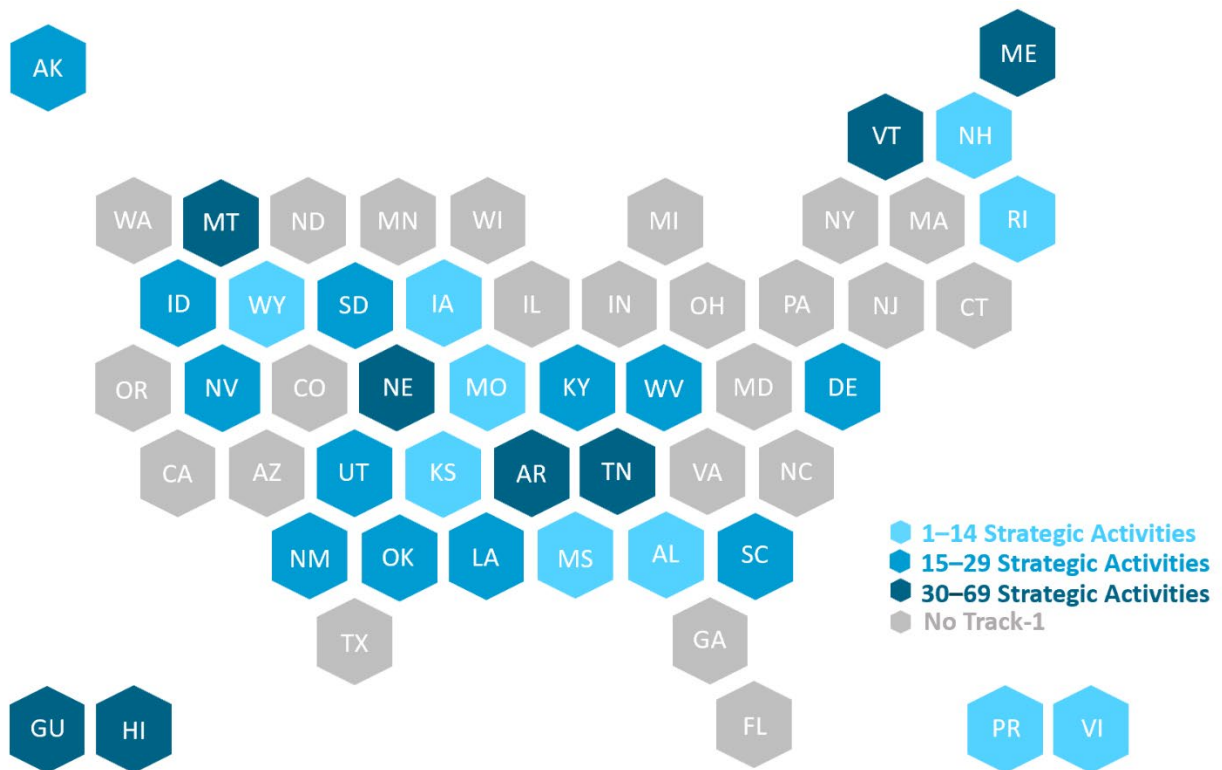 AK
ME
VT NH
WA MT ND MN WI MI NY MA RI
ID WY SD IA IL IN OH PA NJ CT
OR NV CO NE MO KY WV MD DE
CA AZ UT KS AR TN VA NC
NM OK LA MS AL SC
1–14 Strategic Activities
15–29 Strategic Activities
30–69 Strategic Activities
No Track-1
TX GA
GU HI FL PR VI